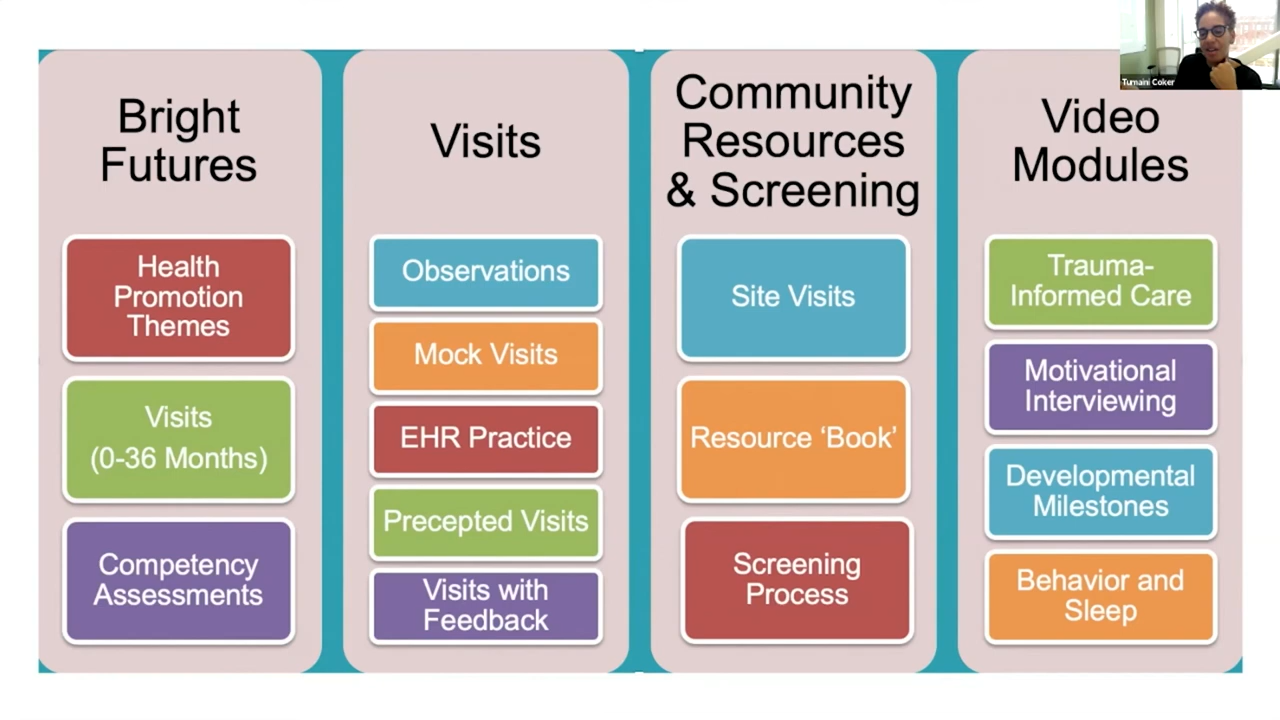 Bright
Futures
Health
Promotion
Themes
Visits
(0-36 Months)
Competency
Assessments
Visits
Observations
Mock Visits
EHR Practice
Precepted Visits
Visits with
Feedback
Community
Resources
& Screening
Site Visits
Resource ‘Book’
Screening
Process
Video
Modules
Trauma-
Informed Care
Motivational
Interviewing
Developmental
Milestones
Behavior and
Sleep
Tumaini Coker